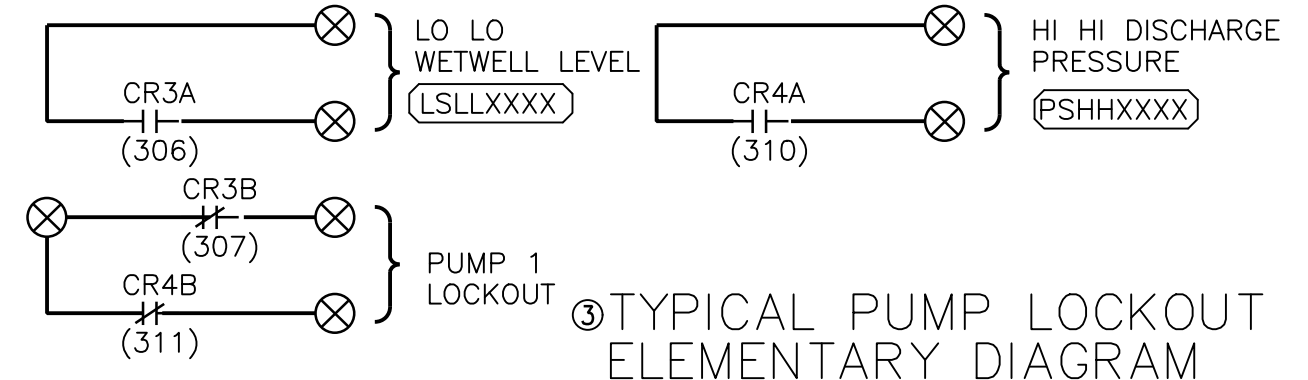 LO LO
WETWELL LEVEL
LSLLXXXX
CR3A
(306)
HI HI DISCHARGE
PRESSURE
PSHHXXXX
CR4A
(310)
CR3B
(307)
CR4B
(311)
PUMP 1
LOCKOUT
③TYPICAL PUMP LOCKOUT
ELEMENTARY DIAGRAM